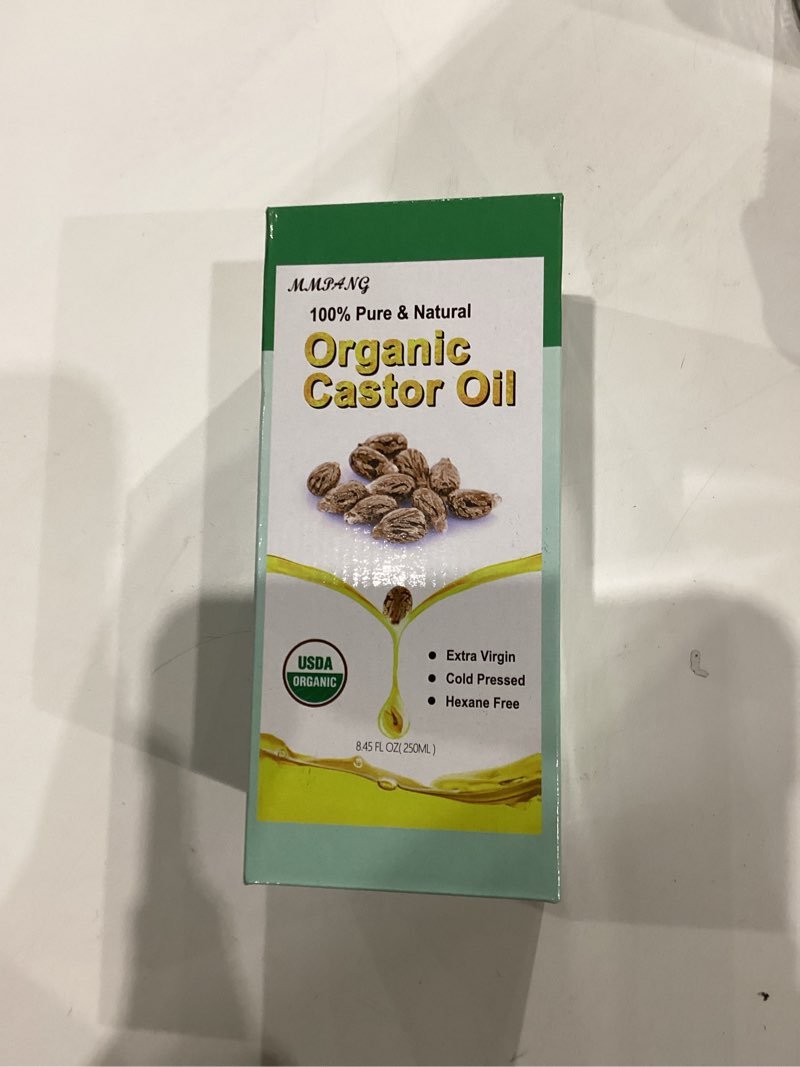 MMPANG
100% Pure & Natural
Organic
Castor Oil
USDA
ORGANIC
Extra Virgin
Cold Pressed
Hexane Free
8.45 FL OZ( 250ML )